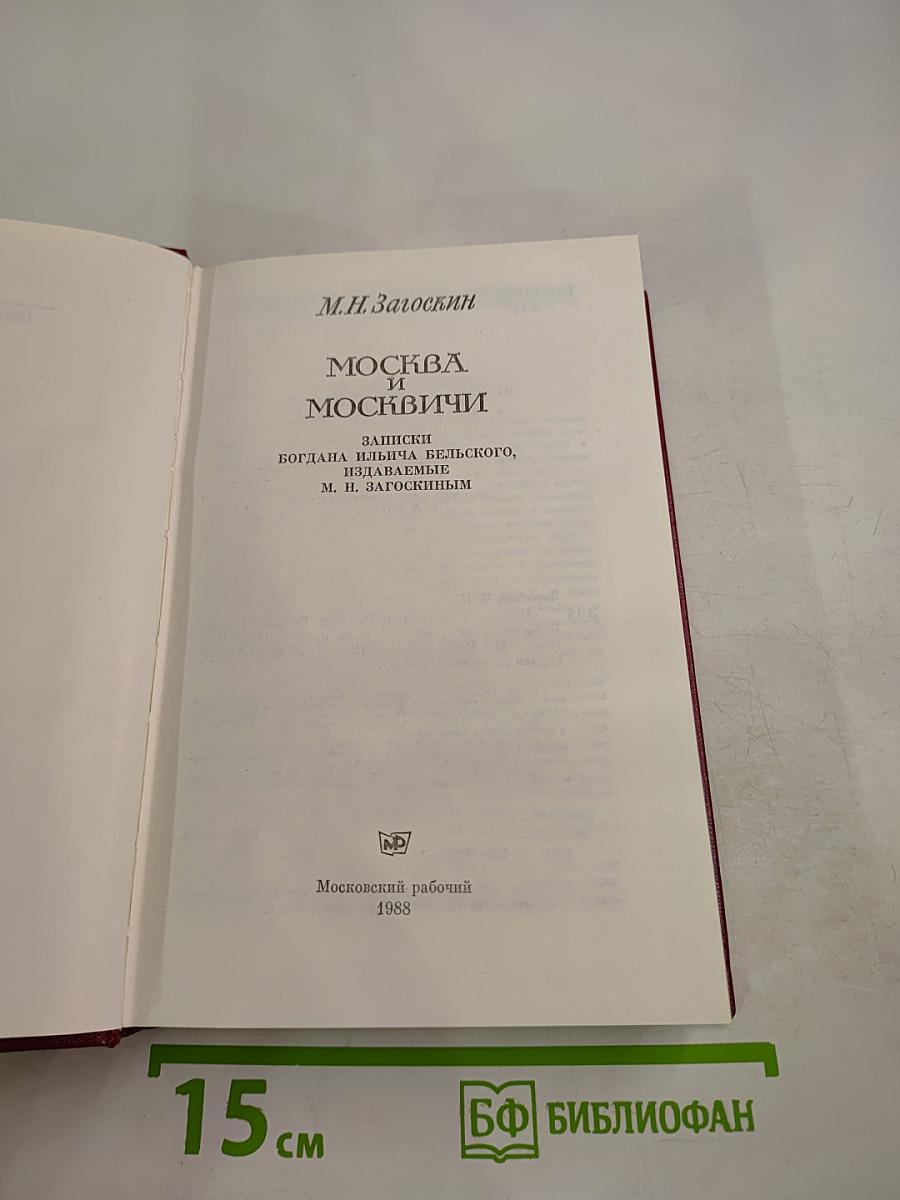 М.Н. Загоскин
МОСКВА
И
МОСКВИЧИ
ЗАПИСКИ
БОГДАНА ИЛЬИЧА БЕЛЬСКОГО,
ИЗДАВАЕМЫЕ
М. Н. ЗАГОСКИНЫМ
МР
Московский рабочий
1988
15 см
БФ БИБЛИОФАН